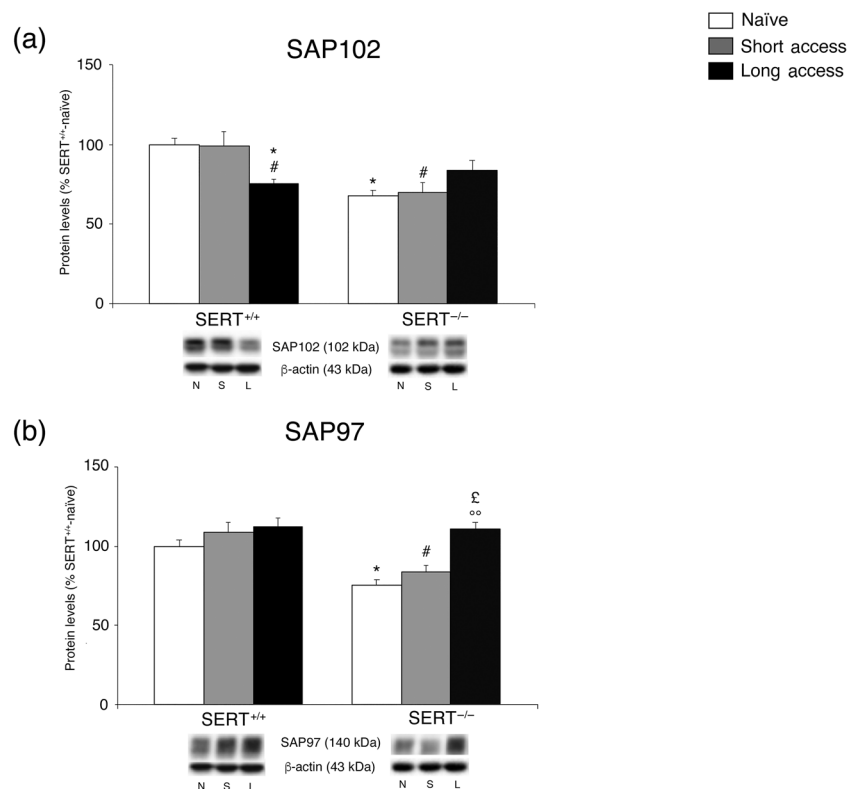 (a)
SAP102
Naïve
Short access
Long access
Protein levels (% SERT+/+-naïve)
150
100
50
0
*
#
*
#
SERT+/+
SERT–/–
SAP102 (102 kDa)
β-actin (43 kDa)
N S L
N S L
(b)
SAP97
Protein levels (% SERT+/+-naïve)
150
100
50
0
*
#
£
°°
SERT+/+
SERT–/–
SAP97 (140 kDa)
β-actin (43 kDa)
N S L
N S L